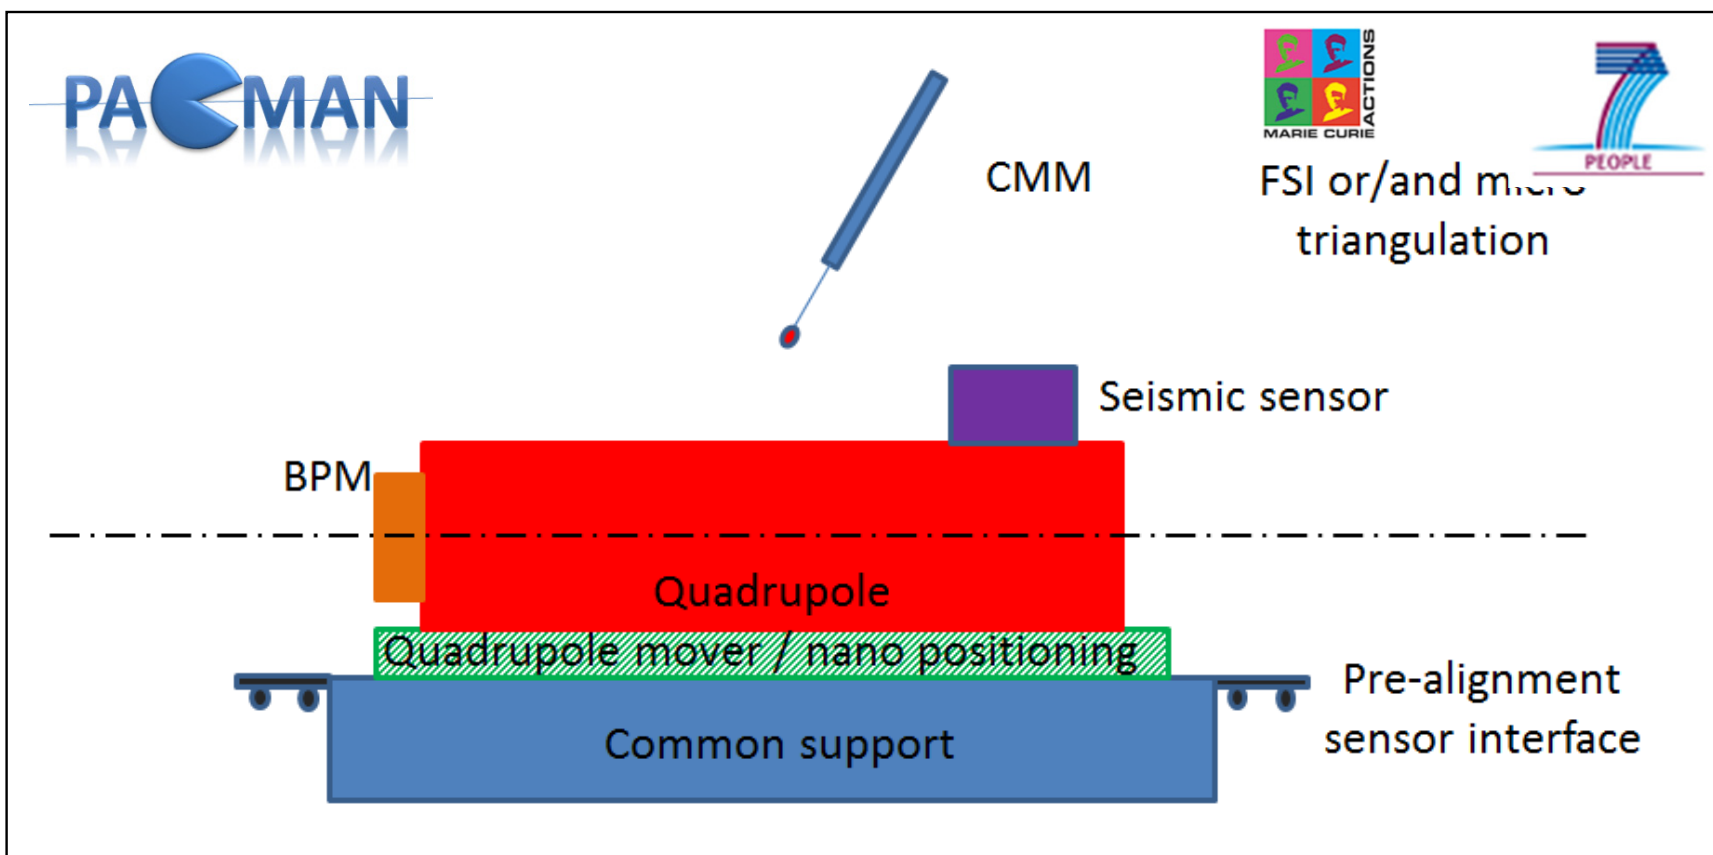 PACMAN
MARIE CURIE
ACTIONS
PEOPLE
CMM
FSI or/and micro
triangulation
Seismic sensor
BPM
Quadrupole
Quadrupole mover / nano positioning
Pre-alignment
sensor interface
Common support